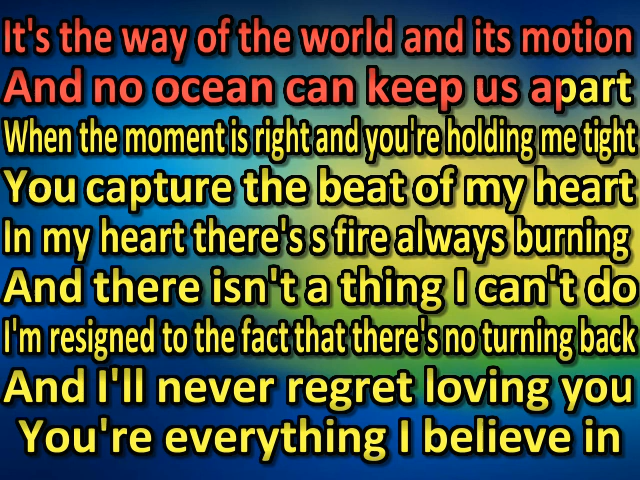 It's the way of the world and its motion
And no ocean can keep us apart
When the moment is right and you're holding me tight
You capture the beat of my heart
In my heart there's s fire always burning
And there isn't a thing I can't do
I'm resigned to the fact that there's no turning back
And I'll never regret loving you
You're everything I believe in